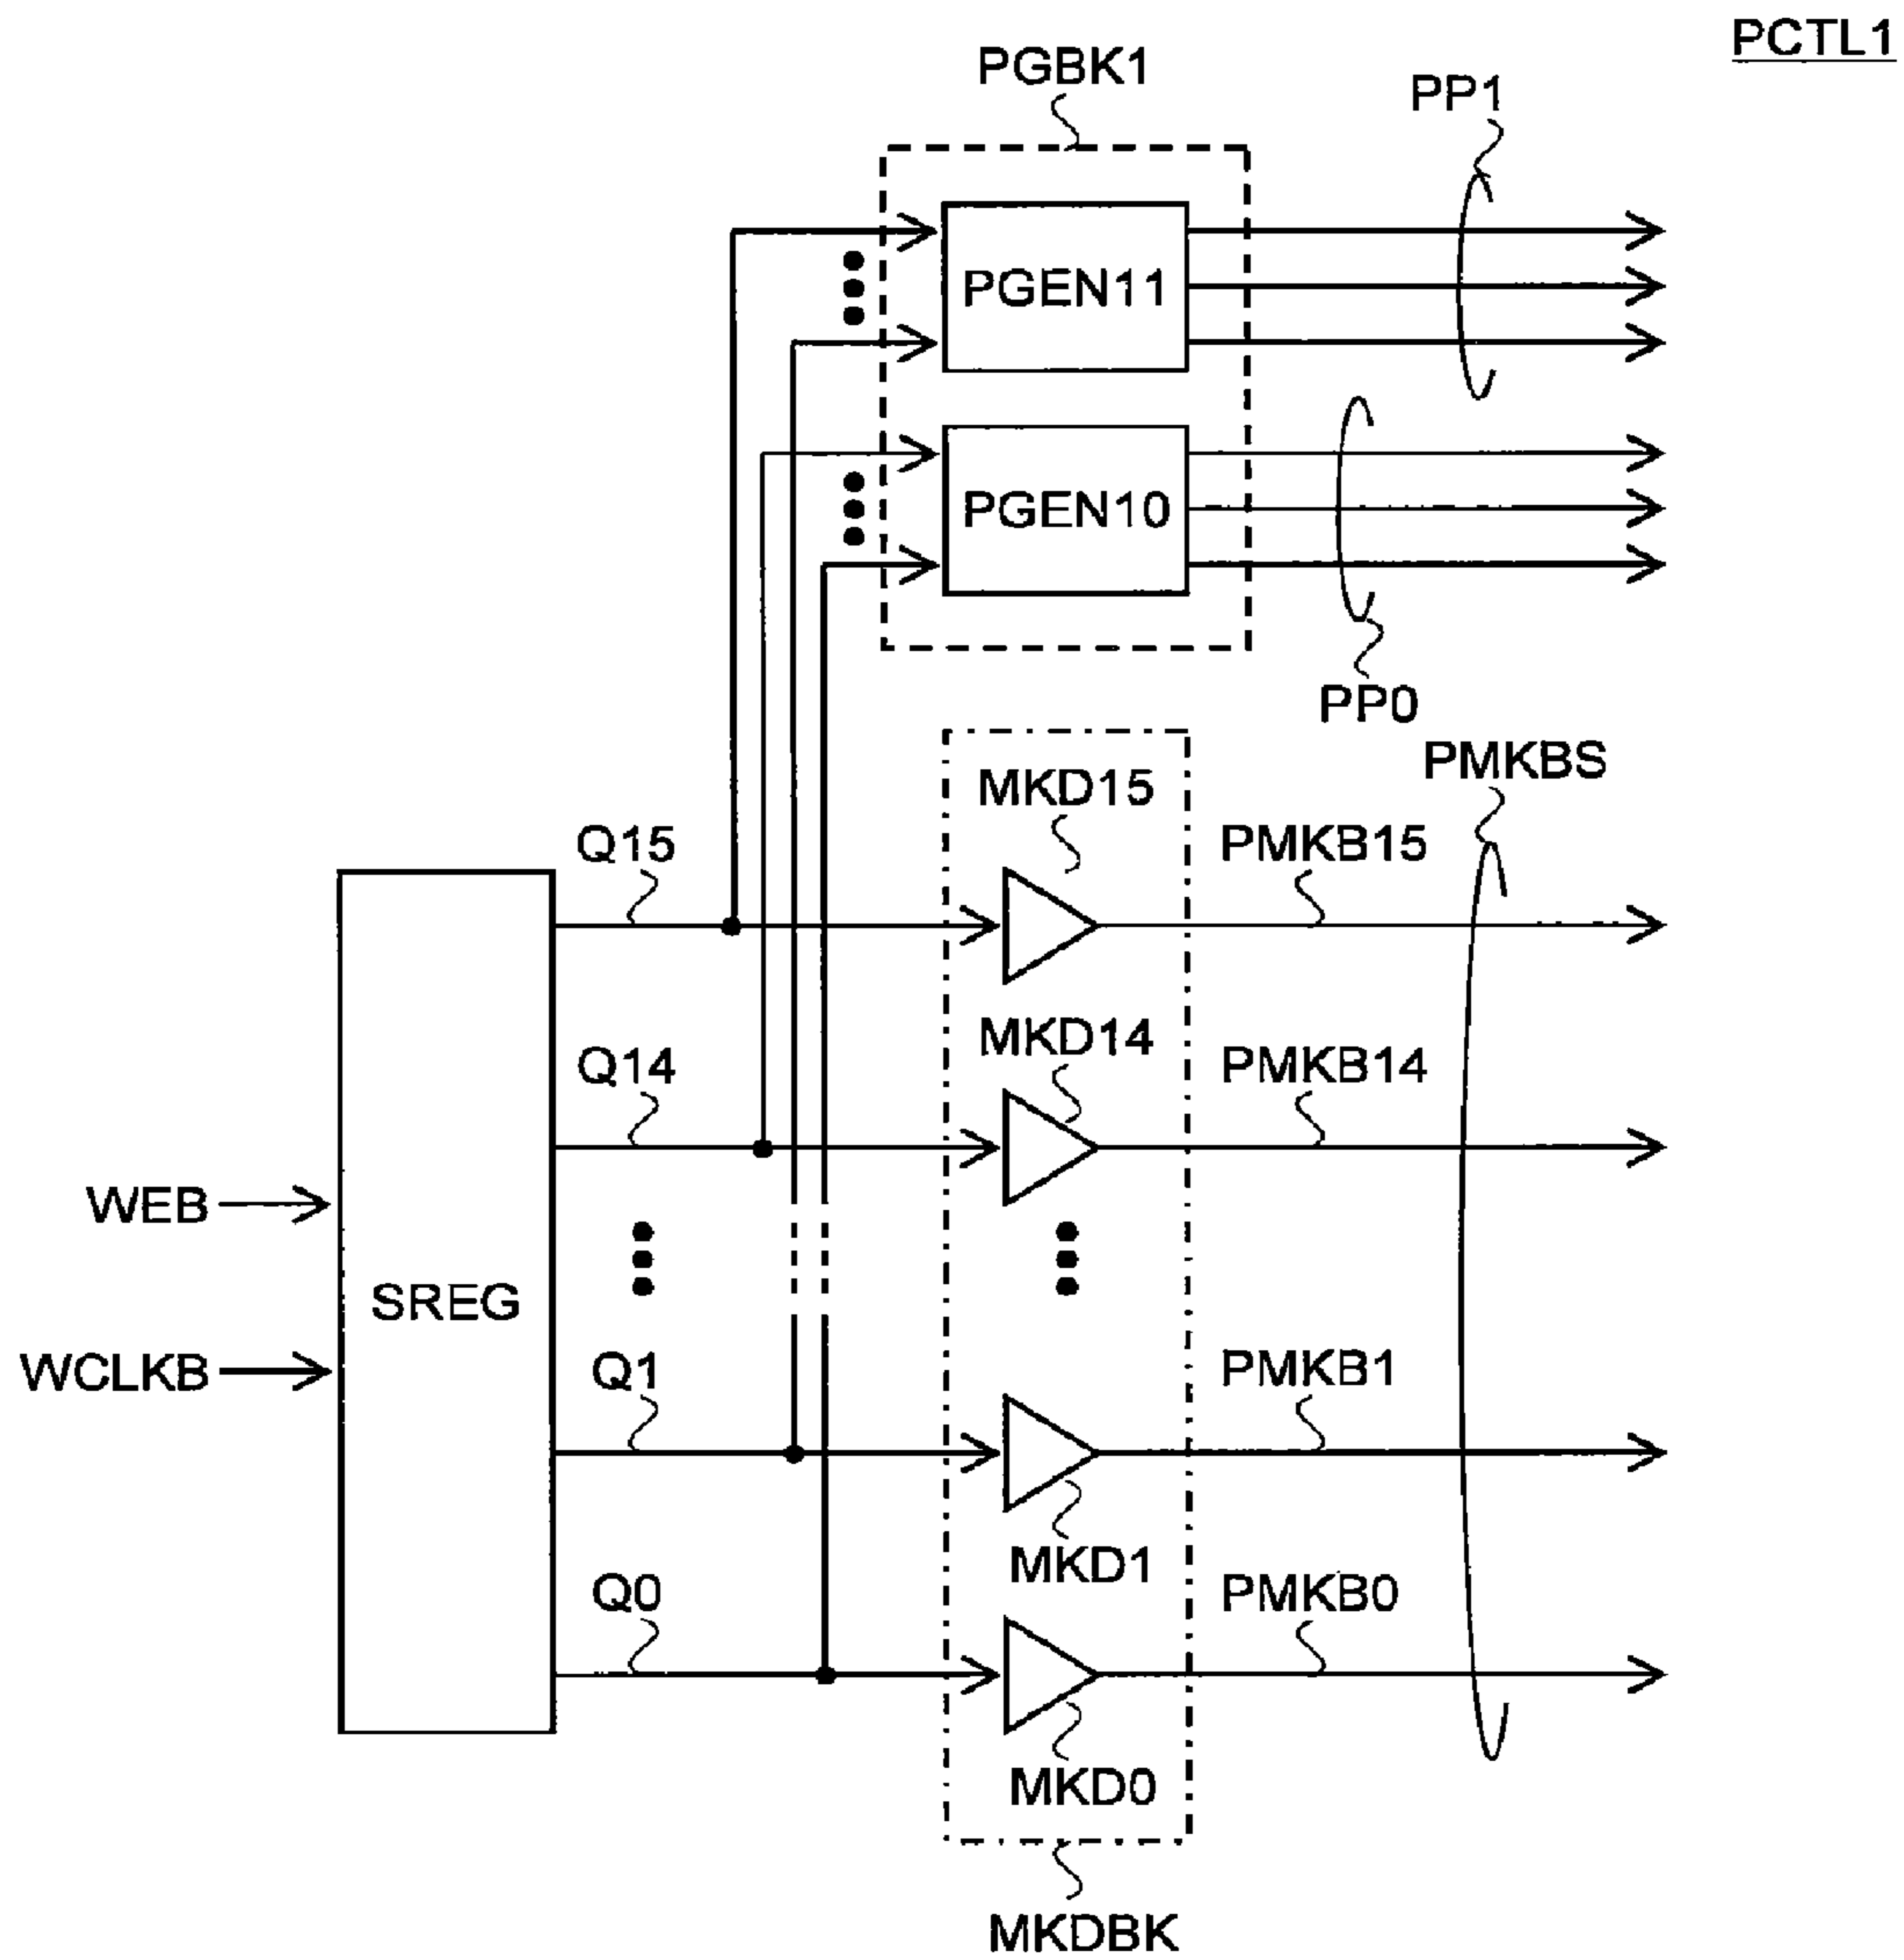 PCTL1
PGBK1
PP1
PGEN11
PGEN10
PP0
PMKBS
MKD15
Q15
PMKB15
MKD14
Q14
PMKB14
WEB
SREG
WCLKB
Q1
PMKB1
MKD1
Q0
PMKB0
MKD0
MKDBK